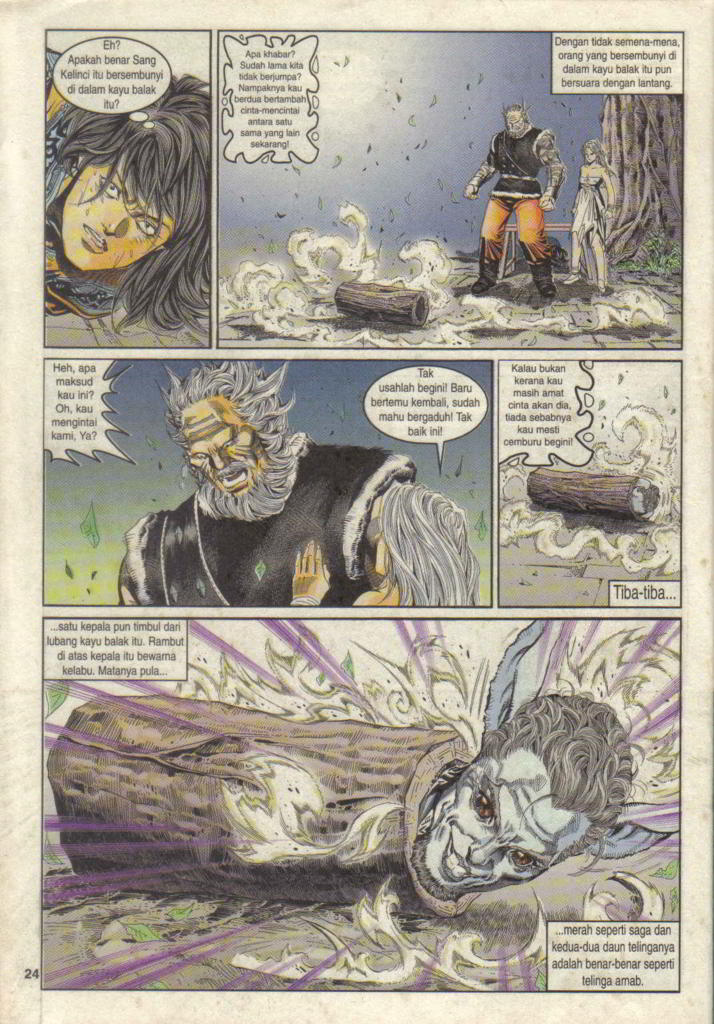 Eh?
Apakah benar Sang
Kelinci itu bersembunyi
di dalam kayu balak
itu?
Apa khabar?
Sudah lama kita
tidak berjumpa?
Nampaknya kau
berdua bertambah
cinta-mencintai
antara satu
sama yang lain
sekarang!
Dengan tidak semena-mena,
orang yang bersembunyi di
dalam kayu balak itu pun
bersuara dengan lantang.
Heh, apa
maksud
kau ini?
Oh, kau
mengintai
kami, Ya?
Tak
usahlah begini! Baru
bertemu kembali, sudah
mahu bergaduh! Tak
baik ini!
Kalau bukan
kerana kau
masih amat
cinta akan dia,
tiada sebabnya
kau mesti
cemburu begini!
Tiba-tiba...
...satu kepala pun timbul dari
lubang kayu balak itu. Rambut
di atas kepala itu bewarna
kelabu. Matanya pula...
...merah seperti saga dan
kedua-dua daun telinganya
adalah benar-benar seperti
telinga arnab.
24